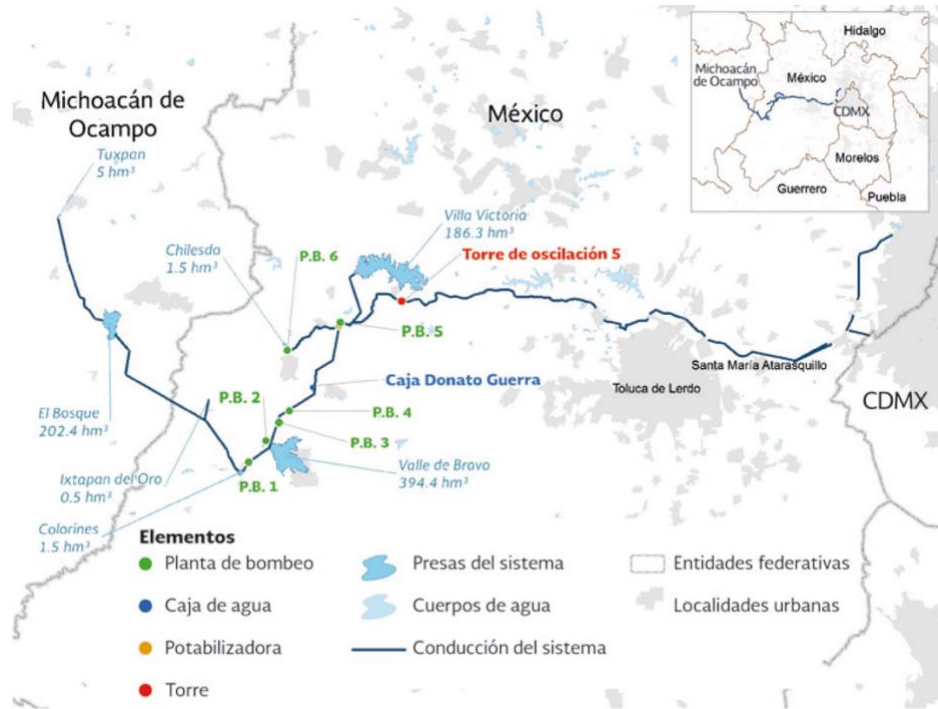 Hidalgo
Michoacán
de Ocampo
México
CDMX
Morelos
Guerrero
Puebla
Michoacán de
Ocampo
México
Tuxpan
5 hm³
Villa Victoria
186.3 hm³
Chilesdo
1.5 hm³
P.B. 6
Torre de oscilación 5
P.B. 5
Santa María Atarasquillo
Caja Donato Guerra
Toluca de Lerdo
P.B. 2
CDMX
El Bosque
202.4 hm³
P.B. 4
P.B. 3
Ixtapan del Oro
0.5 hm³
Valle de Bravo
394.4 hm³
P.B. 1
Colorines
1.5 hm³
Elementos
Planta de bombeo
Presas del sistema
Entidades federativas
Caja de agua
Cuerpos de agua
Localidades urbanas
Potabilizadora
Conducción del sistema
Torre